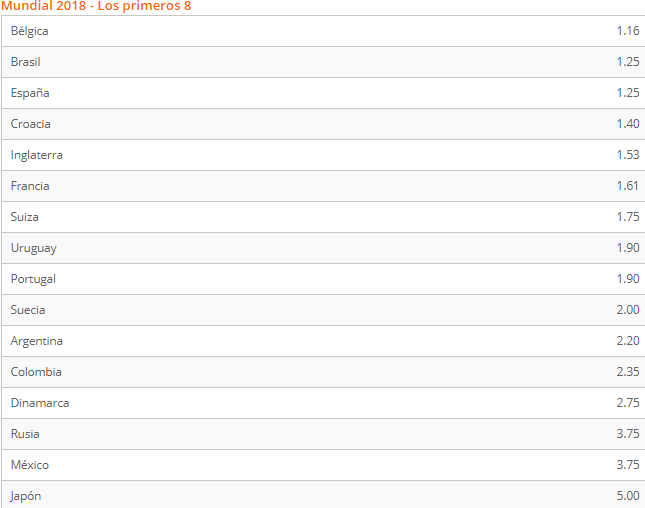 Mundial 2018 - Los primeros 8
Bélgica 1.16
Brasil 1.25
España 1.25
Croacia 1.40
Inglaterra 1.53
Francia 1.61
Suiza 1.75
Uruguay 1.90
Portugal 1.90
Suecia 2.00
Argentina 2.20
Colombia 2.35
Dinamarca 2.75
Rusia 3.75
México 3.75
Japón 5.00